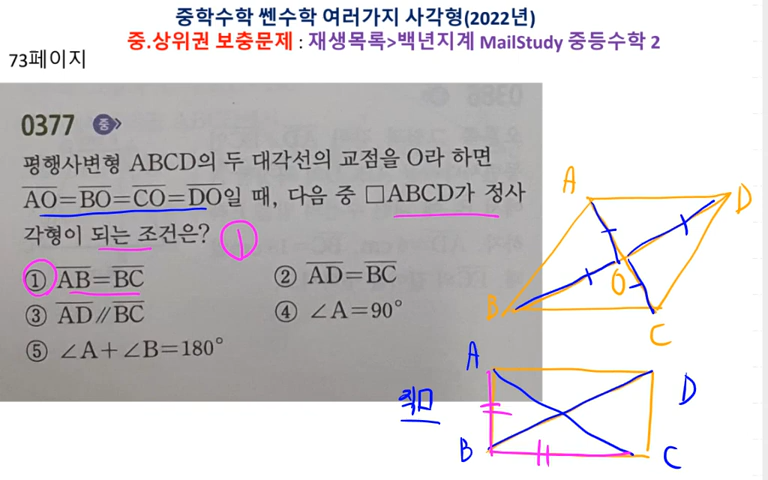 중학수학 쎈수학 여러가지 사각형(2022년)
중.상위권 보충문제 : 재생목록>백년지계 MailStudy 중등수학 2
73페이지
0377 중
평행사변형 ABCD의 두 대각선의 교점을 O라 하면
AO=BO=CO=DO일 때, 다음 중 □ABCD가 정사
각형이 되는 조건은? ①
① AB=BC ② AD=BC
③ AD∥BC ④ ∠A=90°
⑤ ∠A+∠B=180°
A
D
O
B
C
A
D
직□
B
C